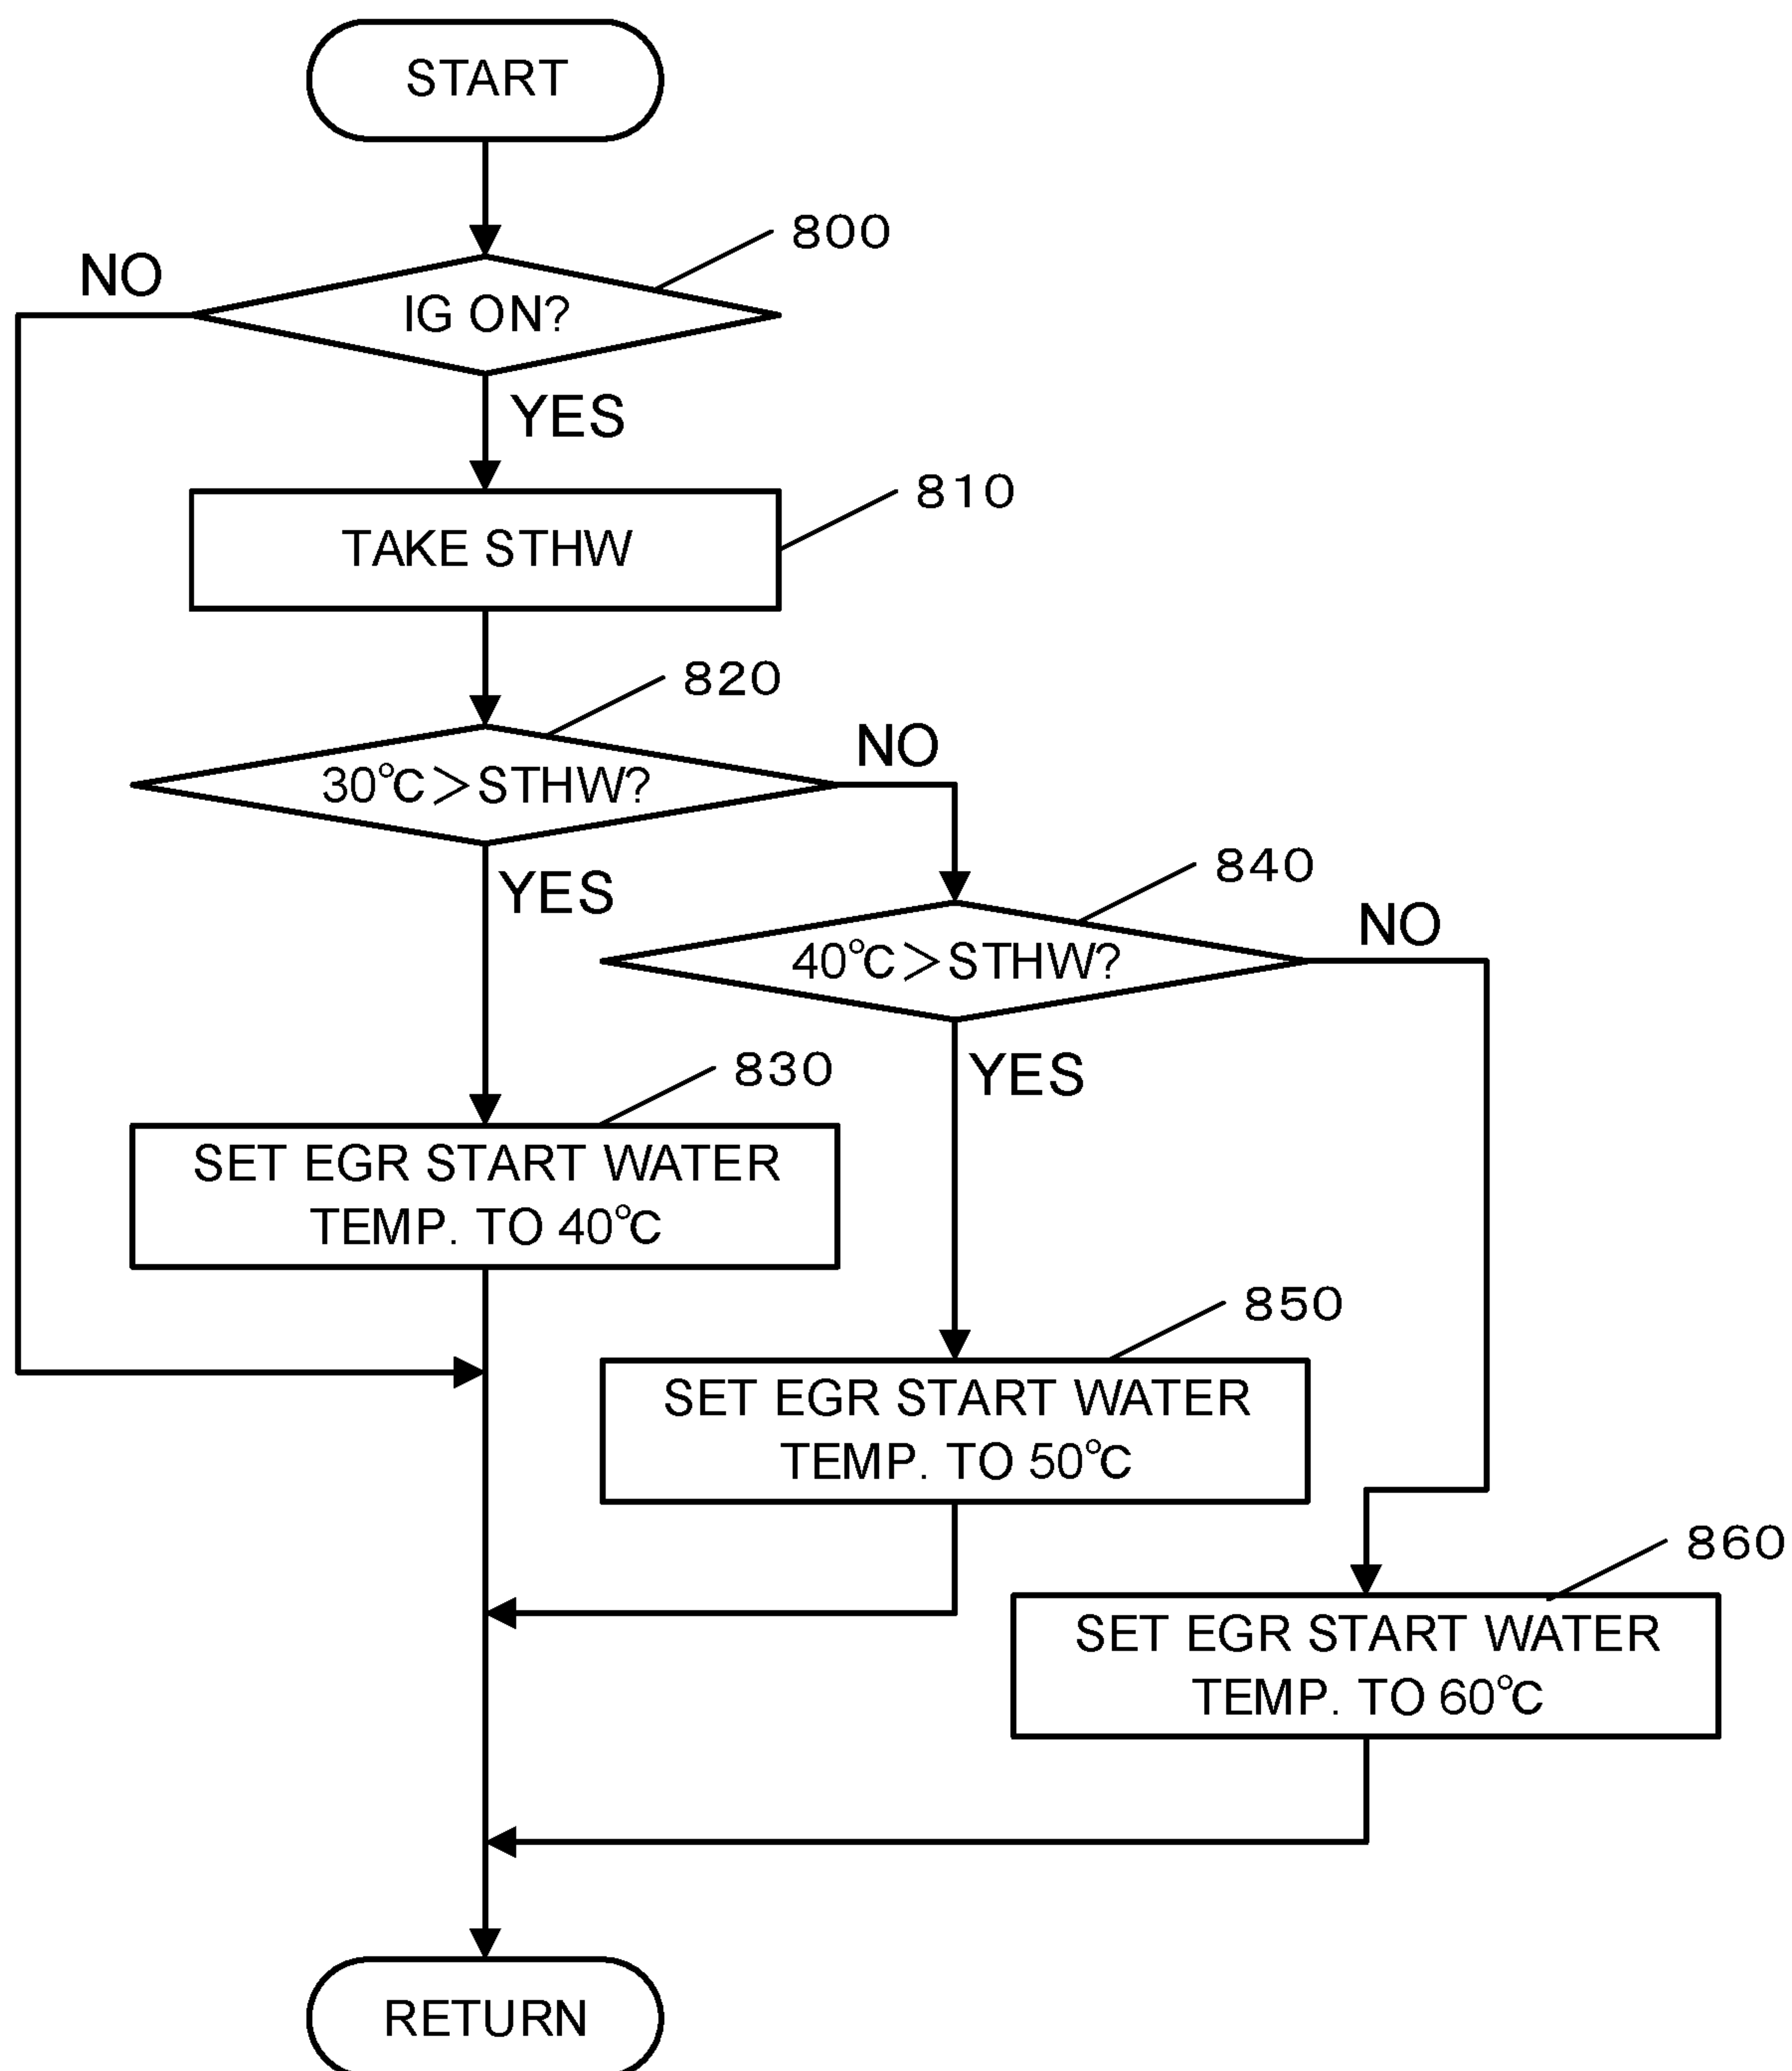 START
800
NO
IG ON?
YES
810
TAKE STHW
820
NO
30℃>STHW?
YES
840
NO
40℃>STHW?
YES
830
SET EGR START WATER
TEMP. TO 40℃
850
SET EGR START WATER
TEMP. TO 50℃
860
SET EGR START WATER
TEMP. TO 60℃
RETURN